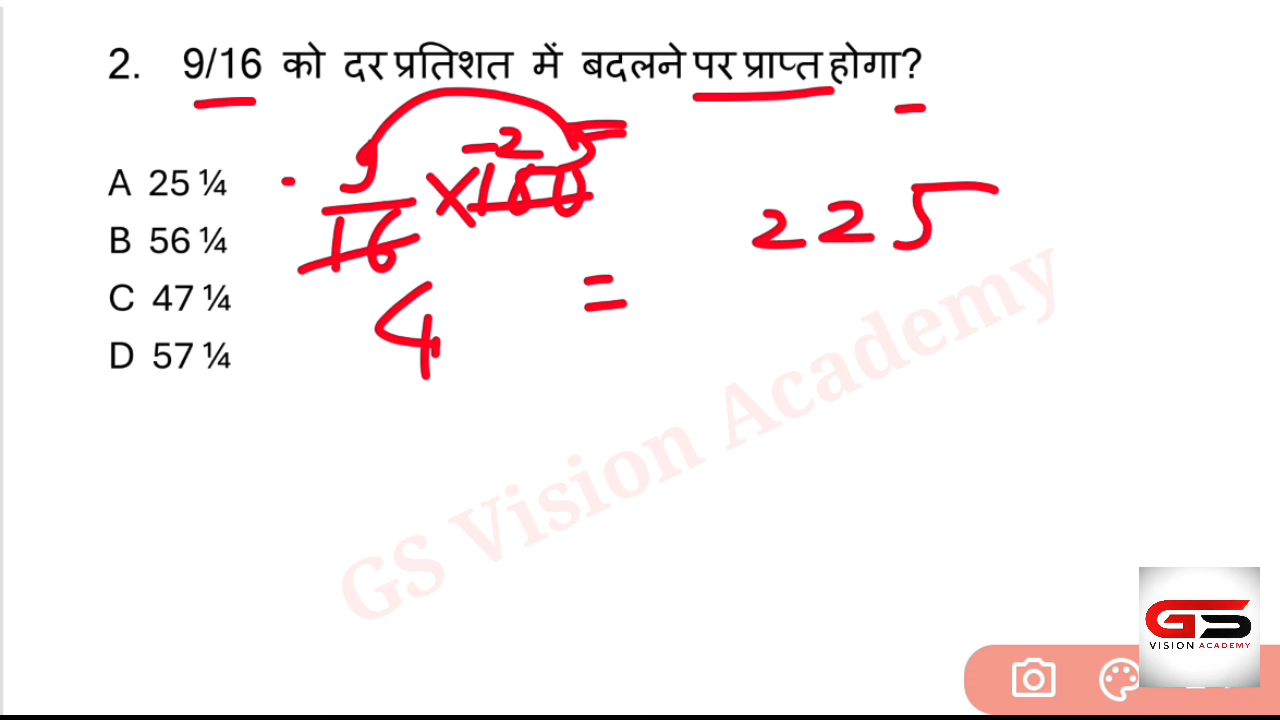 2. 9/16 को दर प्रतिशत में बदलने पर प्राप्त होगा?
A 25 ¼
B 56 ¼
C 47 ¼
D 57 ¼
9/16 × 100
25
4
=
225
GS Vision Academy
GS
VISION ACADEMY